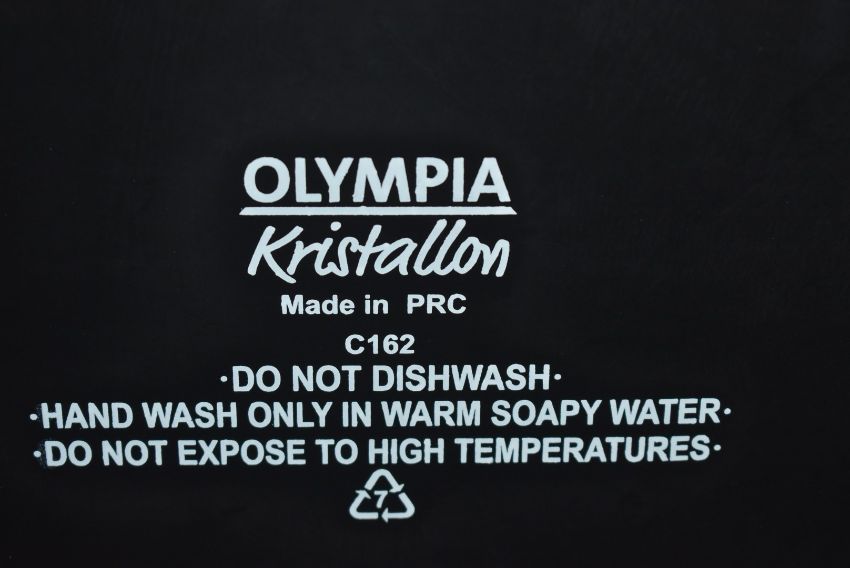 OLYMPIA
Kristallon
Made in PRC
C162
·DO NOT DISHWASH·
·HAND WASH ONLY IN WARM SOAPY WATER·
·DO NOT EXPOSE TO HIGH TEMPERATURES·
7